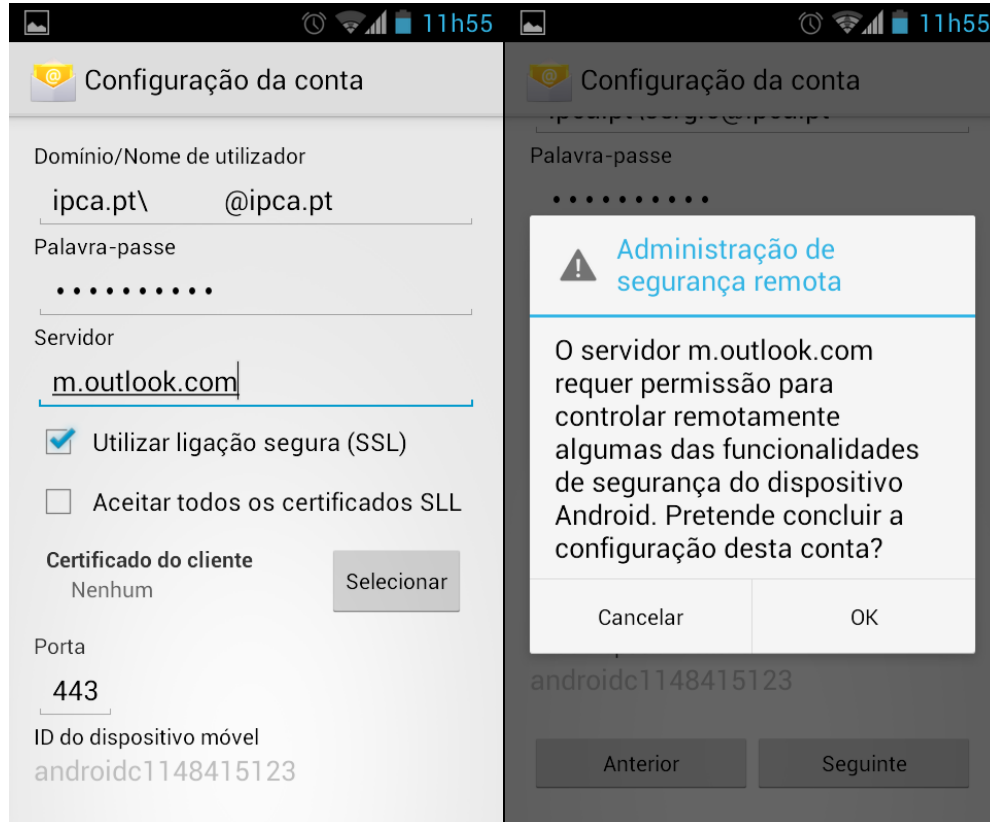 11h55
Configuração da conta
Domínio/Nome de utilizador
ipca.pt\ @ipca.pt
Palavra-passe
••••••••••
Servidor
m.outlook.com
Utilizar ligação segura (SSL)
Aceitar todos os certificados SLL
Certificado do cliente
Nenhum
Selecionar
Porta
443
ID do dispositivo móvel
androidc1148415123
11h55
Configuração da conta
Palavra-passe
••••••••••
Administração de
segurança remota
O servidor m.outlook.com
requer permissão para
controlar remotamente
algumas das funcionalidades
de segurança do dispositivo
Android. Pretende concluir a
configuração desta conta?
Cancelar
OK
androidc1148415123
Anterior
Seguinte